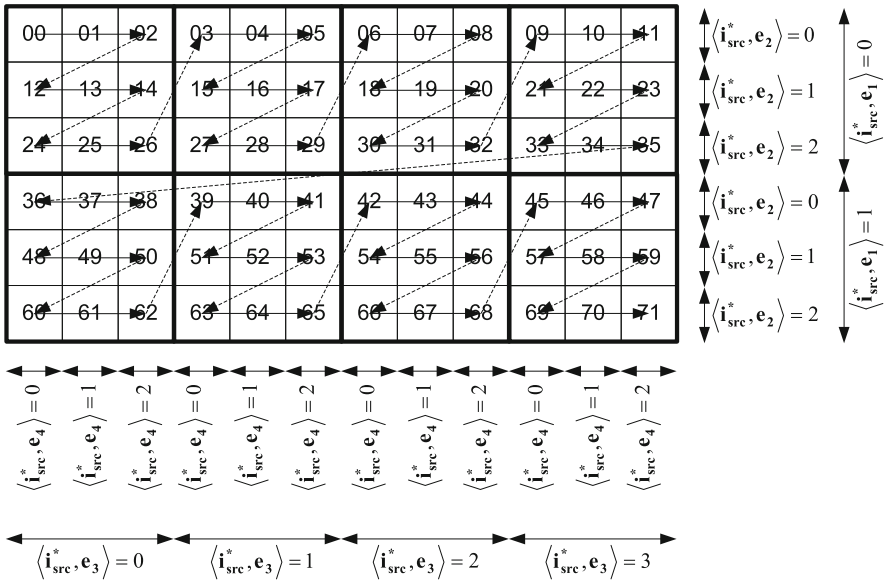 00 01 02 03 04 05 06 07 08 09 10 11
⟨i*src, e2⟩ = 0
12 13 14 15 16 17 18 19 20 21 22 23
⟨i*src, e2⟩ = 1
24 25 26 27 28 29 30 31 32 33 34 35
⟨i*src, e2⟩ = 2
⟨i*src, e1⟩ = 0
36 37 38 39 40 41 42 43 44 45 46 47
⟨i*src, e2⟩ = 0
48 49 50 51 52 53 54 55 56 57 58 59
⟨i*src, e2⟩ = 1
60 61 62 63 64 65 66 67 68 69 70 71
⟨i*src, e2⟩ = 2
⟨i*src, e1⟩ = 1
⟨i*src, e4⟩ = 0
⟨i*src, e4⟩ = 1
⟨i*src, e4⟩ = 2
⟨i*src, e4⟩ = 0
⟨i*src, e4⟩ = 1
⟨i*src, e4⟩ = 2
⟨i*src, e4⟩ = 0
⟨i*src, e4⟩ = 1
⟨i*src, e4⟩ = 2
⟨i*src, e4⟩ = 0
⟨i*src, e4⟩ = 1
⟨i*src, e4⟩ = 2
⟨i*src, e3⟩ = 0
⟨i*src, e3⟩ = 1
⟨i*src, e3⟩ = 2
⟨i*src, e3⟩ = 3